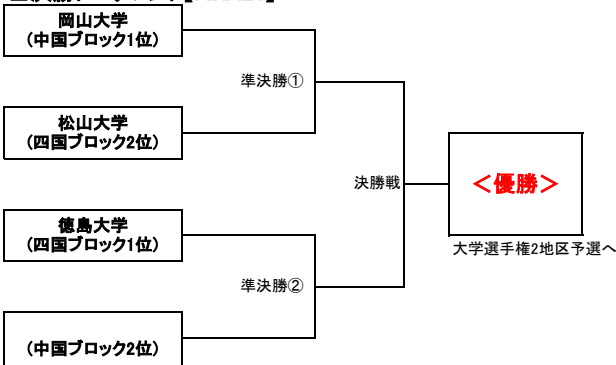 岡山大学
(中国ブロック1位)
準決勝①
松山大学
(四国ブロック2位)
決勝戦
＜優勝＞
徳島大学
(四国ブロック1位)
大学選手権2地区予選へ
準決勝②
(中国ブロック2位)